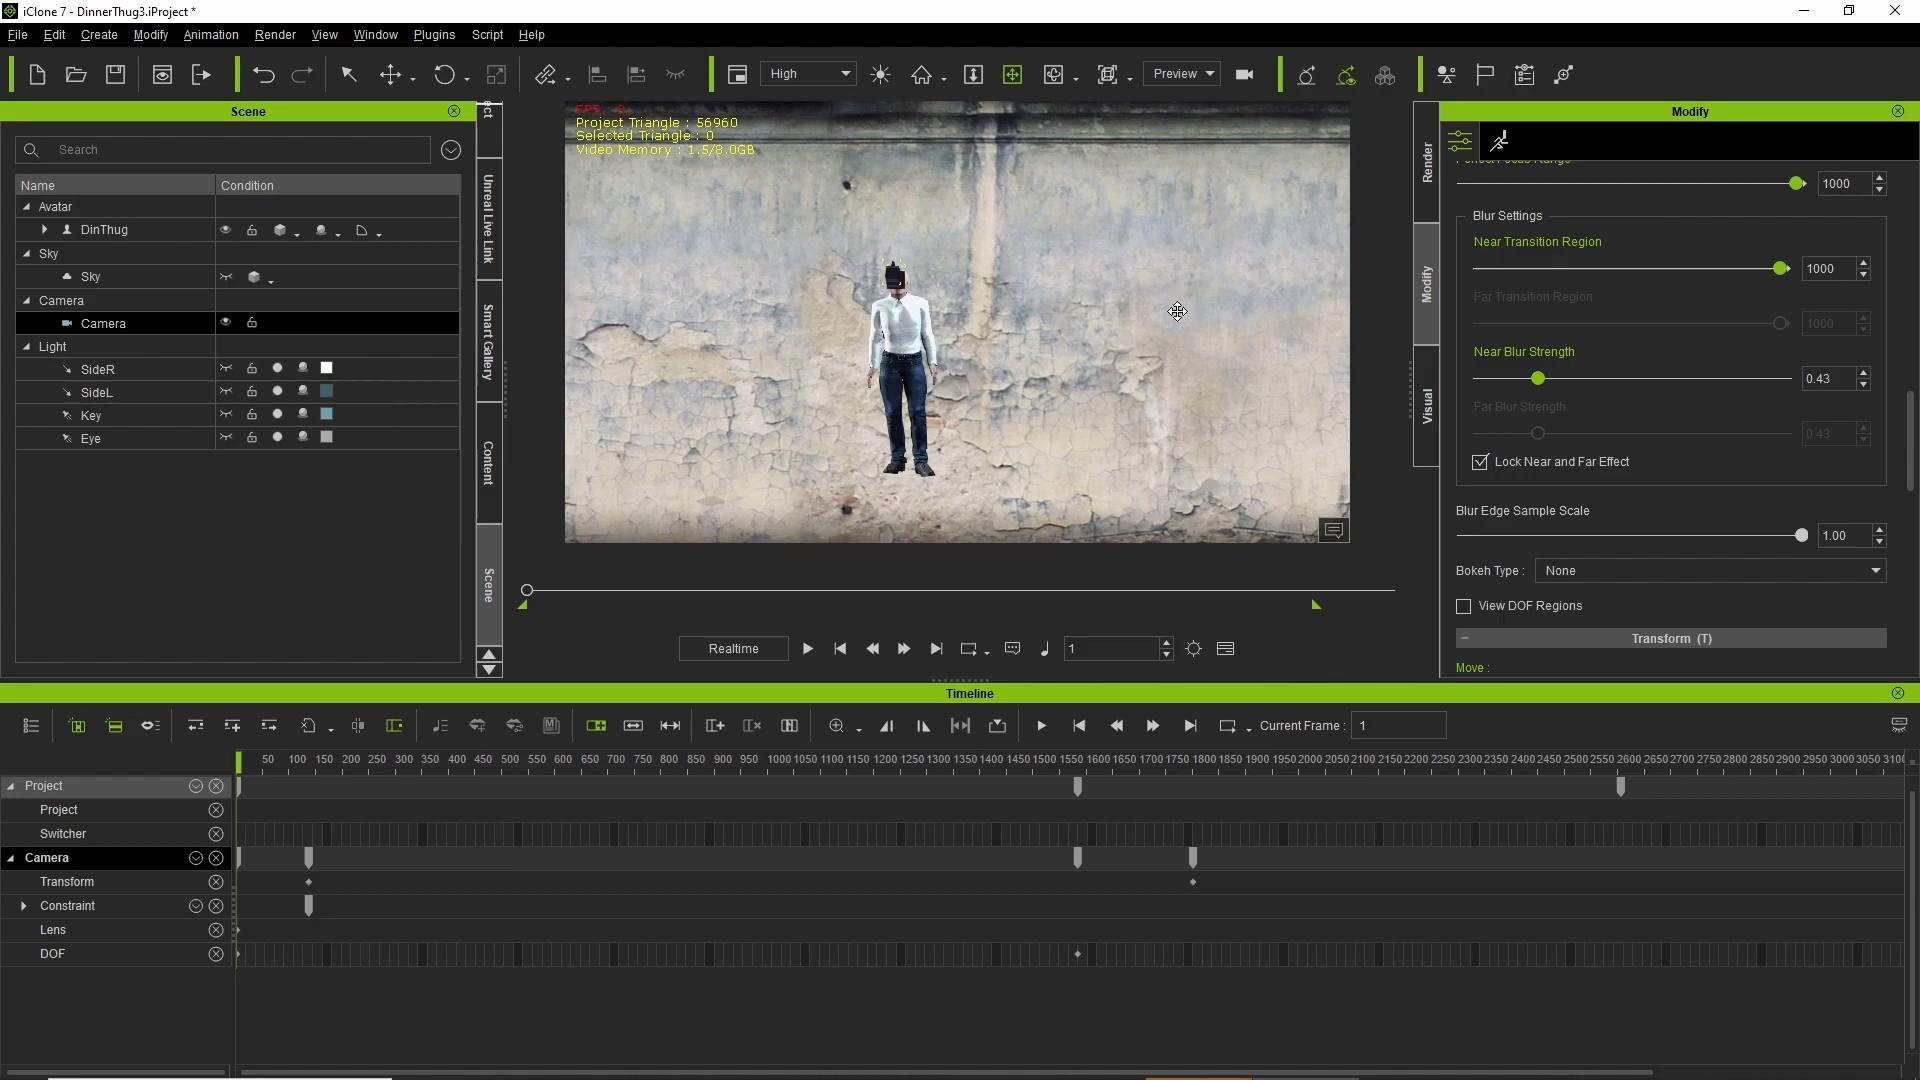 iClone 7 - DinnerThug3.iProject *
File Edit Create Modify Animation Render View Window Plugins Script Help
High
Preview
Scene
Search
Name Condition
Avatar
DinThug
Sky
Sky
Camera
Camera
Light
SideR
SideL
Key
Eye
Unreal Live Link
Smart Gallery
Content
Scene
Project Triangle : 56960
Selected Triangle : 0
Video Memory : 1.5/8.0GB
Realtime
1
Render
Modify
Visual
Modify
Perfect Focus Range
1000
Blur Settings
Near Transition Region
1000
Far Transition Region
1000
Near Blur Strength
0.43
Far Blur Strength
0.43
Lock Near and Far Effect
Blur Edge Sample Scale
1.00
Bokeh Type : None
View DOF Regions
Transform (T)
Move :
Timeline
Current Frame : 1
50 100 150 200 250 300 350 400 450 500 550 600 650 700 750 800 850 900 950 1000 1050 1100 1150 1200 1250 1300 1350 1400 1450 1500 1550 1600 1650 1700 1750 1800 1850 1900 1950 2000 2050 2100 2150 2200 2250 2300 2350 2400 2450 2500 2550 2600 2650 2700 2750 2800 2850 2900 2950 3000 3050
Project
Project
Switcher
Camera
Transform
Constraint
Lens
DOF